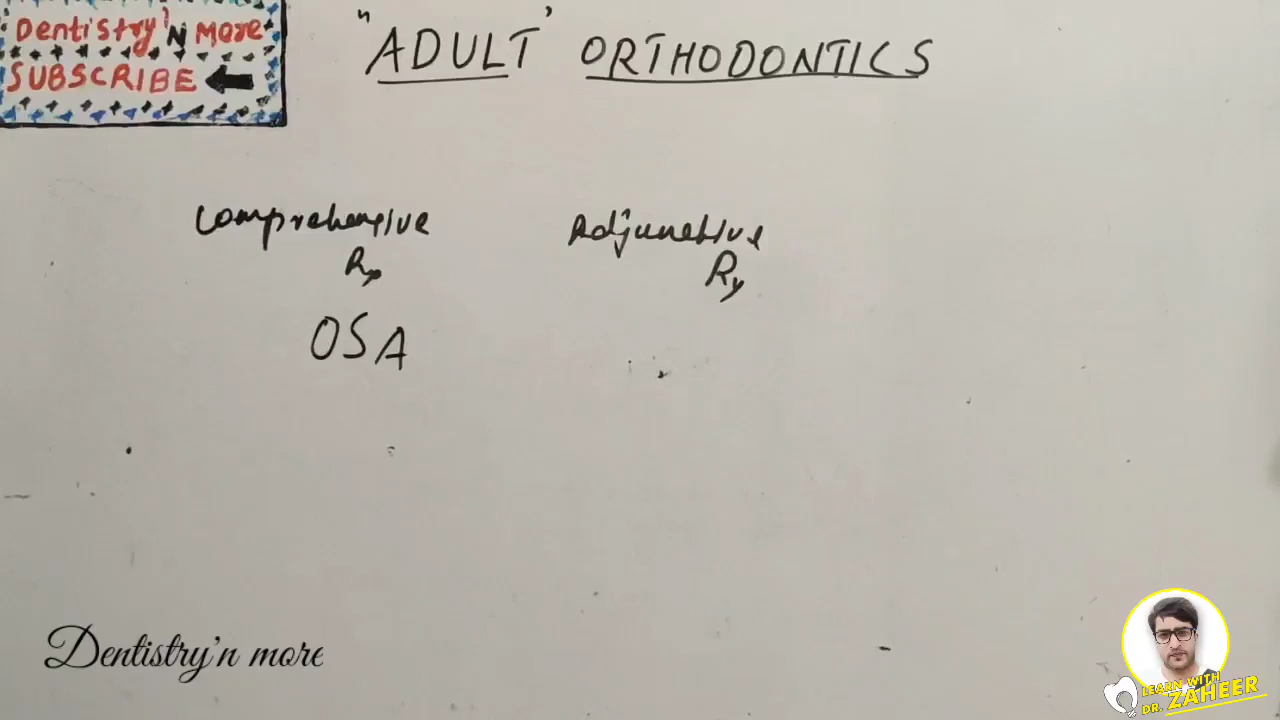 Dentistry'N More
SUBSCRIBE
"ADULT' ORTHODONTICS
Comprehensive
Rx
Adjunctive
Rx
OSA
Dentistry'n more
LEARN WITH
DR. ZAHEER